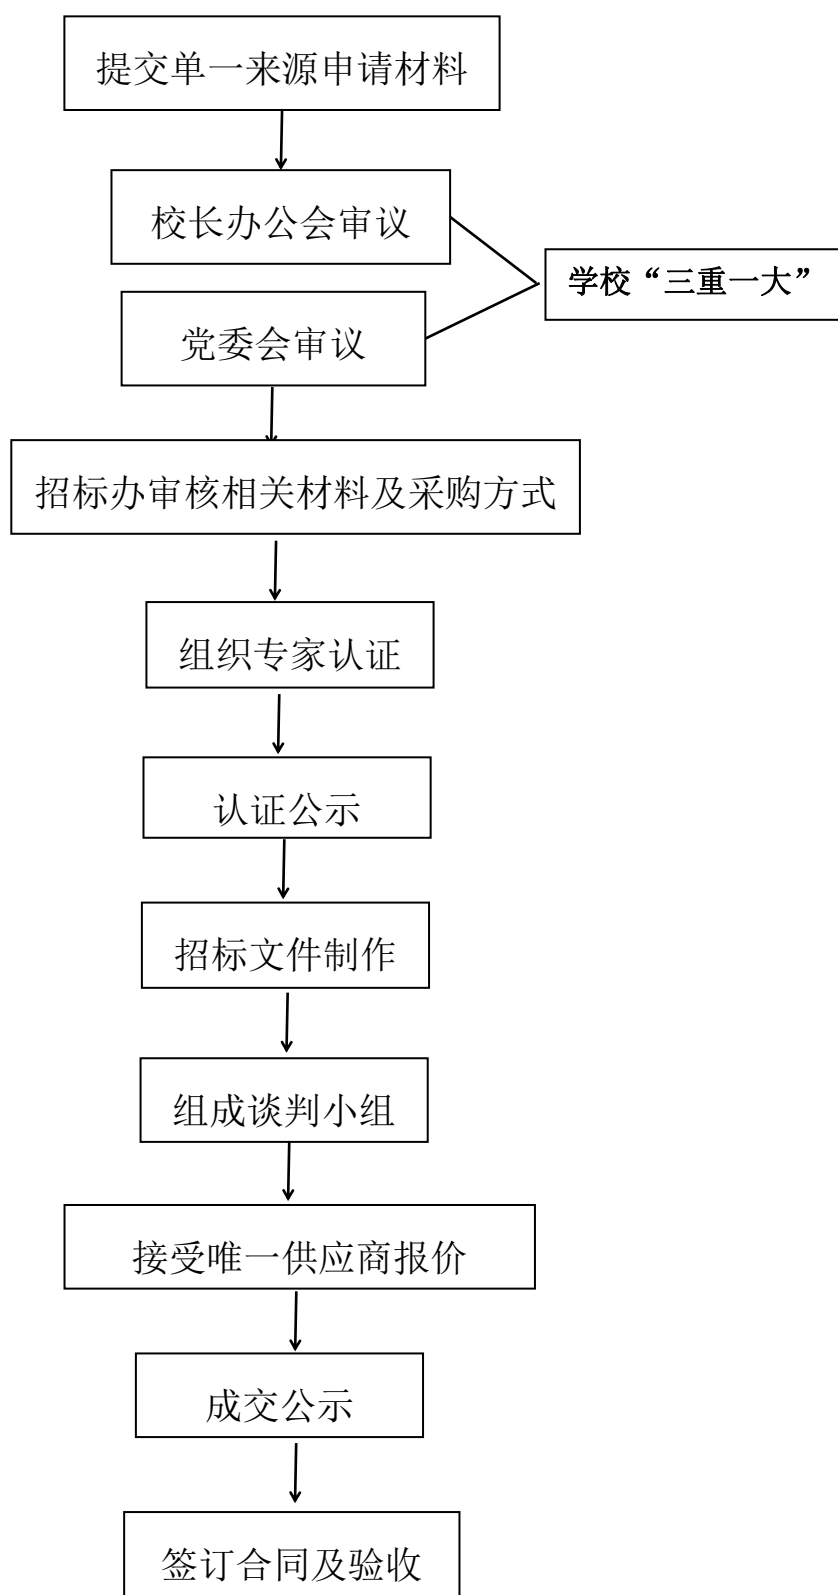 提交单一来源申请材料
校长办公会审议
学校“三重一大”
党委会审议
招标办审核相关材料及采购方式
组织专家认证
认证公示
招标文件制作
组成谈判小组
接受唯一供应商报价
成交公示
签订合同及验收